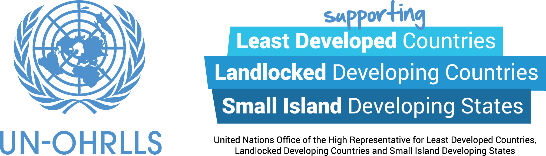 supporting
Least Developed Countries
Landlocked Developing Countries
Small Island Developing States
UN-OHRLLS
United Nations Office of the High Representative for Least Developed Countries,
Landlocked Developing Countries and Small Island Developing States